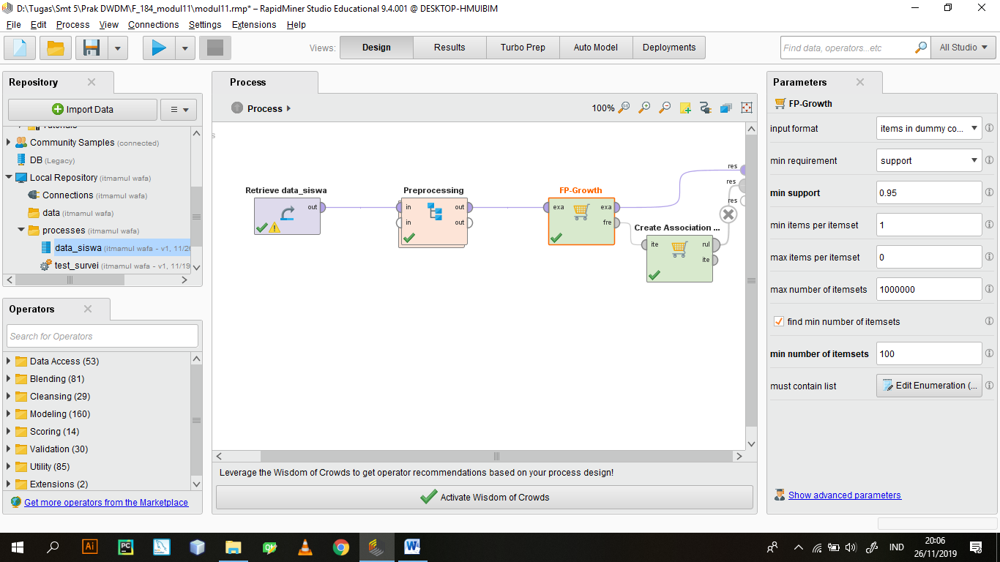 D:\Tugas\Smt 5\Prak DWDM\F_184_modul11\modul11.rmp* – RapidMiner Studio Educational 9.4.001 @ DESKTOP-HMUIBIM
File Edit Process View Connections Settings Extensions Help
Views: Design Results Turbo Prep Auto Model Deployments
Find data, operators...etc
All Studio
Repository
Import Data
Tutorials
Community Samples (connected)
DB (Legacy)
Local Repository (itmamul wafa)
Connections (itmamul wafa)
data (itmamul wafa)
processes (itmamul wafa)
data_siswa (itmamul wafa - v1, 11/2
test_survei (itmamul wafa - v1, 11/19
Operators
Search for Operators
Data Access (53)
Blending (81)
Cleansing (29)
Modeling (160)
Scoring (14)
Validation (30)
Utility (85)
Extensions (2)
Get more operators from the Marketplace
Process
Process
100%
s
res
res
res
Retrieve data_siswa
out
Preprocessing
in out
in out
FP-Growth
exa exa
fre
Create Association ...
ite rul
ite
Leverage the Wisdom of Crowds to get operator recommendations based on your process design!
Activate Wisdom of Crowds
Parameters
FP-Growth
input format items in dummy co...
min requirement support
min support 0.95
min items per itemset 1
max items per itemset 0
max number of itemsets 1000000
find min number of itemsets
min number of itemsets 100
must contain list Edit Enumeration (...
Show advanced parameters
Ai
PC
Qt
W
IND
20:06
26/11/2019